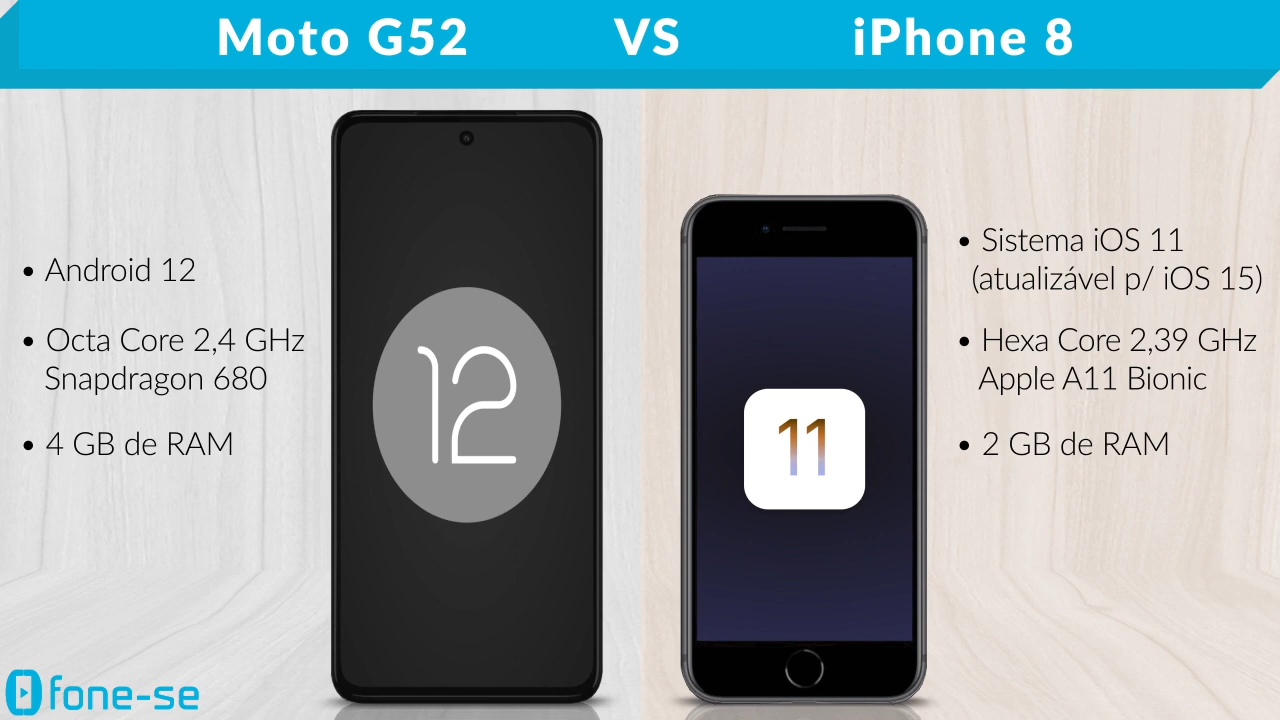 Moto G52 VS iPhone 8
• Android 12
• Octa Core 2,4 GHz
Snapdragon 680
• 4 GB de RAM
12
11
• Sistema iOS 11
(atualizável p/ iOS 15)
• Hexa Core 2,39 GHz
Apple A11 Bionic
• 2 GB de RAM
fone-se